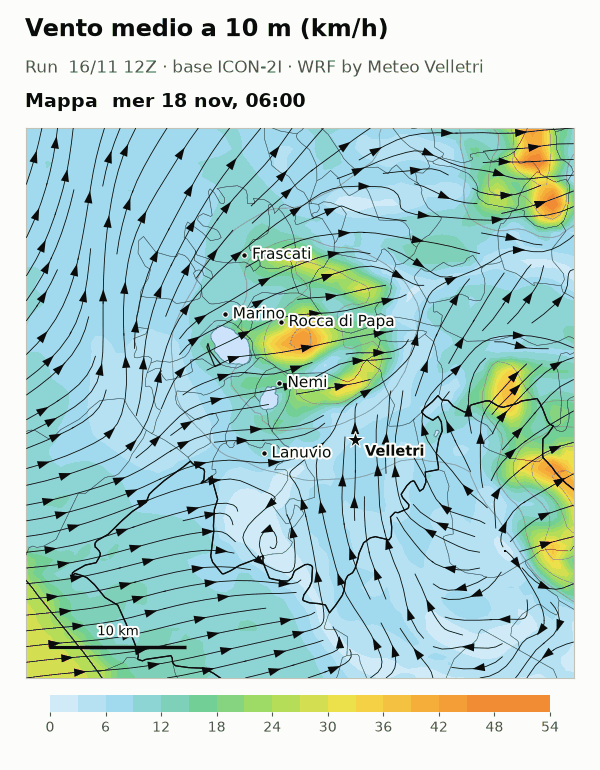 Vento medio a 10 m (km/h)
Run 16/11 12Z · base ICON-2I · WRF by Meteo Velletri
Mappa mer 18 nov, 06:00
Frascati
Marino
Rocca di Papa
Nemi
Velletri
Lanuvio
10 km
0 6 12 18 24 30 36 42 48 54